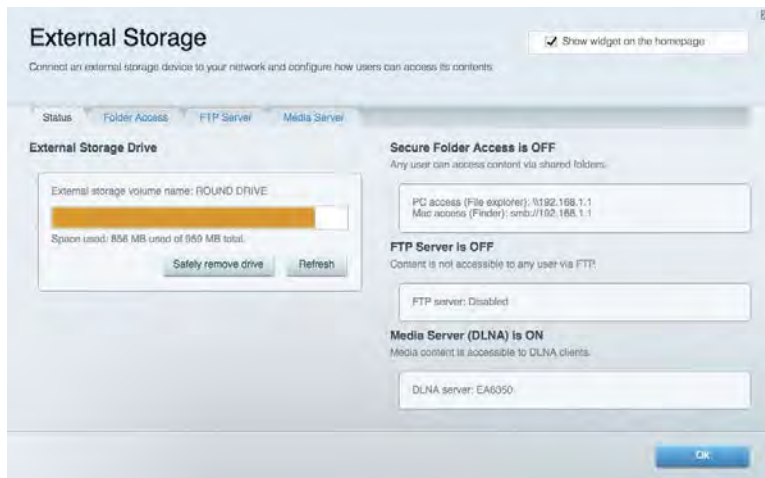 External Storage
Show widget on the homepage
Connect an external storage device to your network and configure how users can access its contents.
Status
Folder Access
FTP Server
Media Server
External Storage Drive
External storage volume name: ROUND DRIVE
Space used: 856 MB used of 959 MB total.
Safely remove drive
Refresh
Secure Folder Access is OFF
Any user can access content via shared folders.
PC access (File explorer): \\192.168.1.1
Mac access (Finder): smb://192.168.1.1
FTP Server is OFF
Content is not accessible to any user via FTP.
FTP server: Disabled
Media Server (DLNA) is ON
Media content is accessible to DLNA clients.
DLNA server: EA6350
Ok